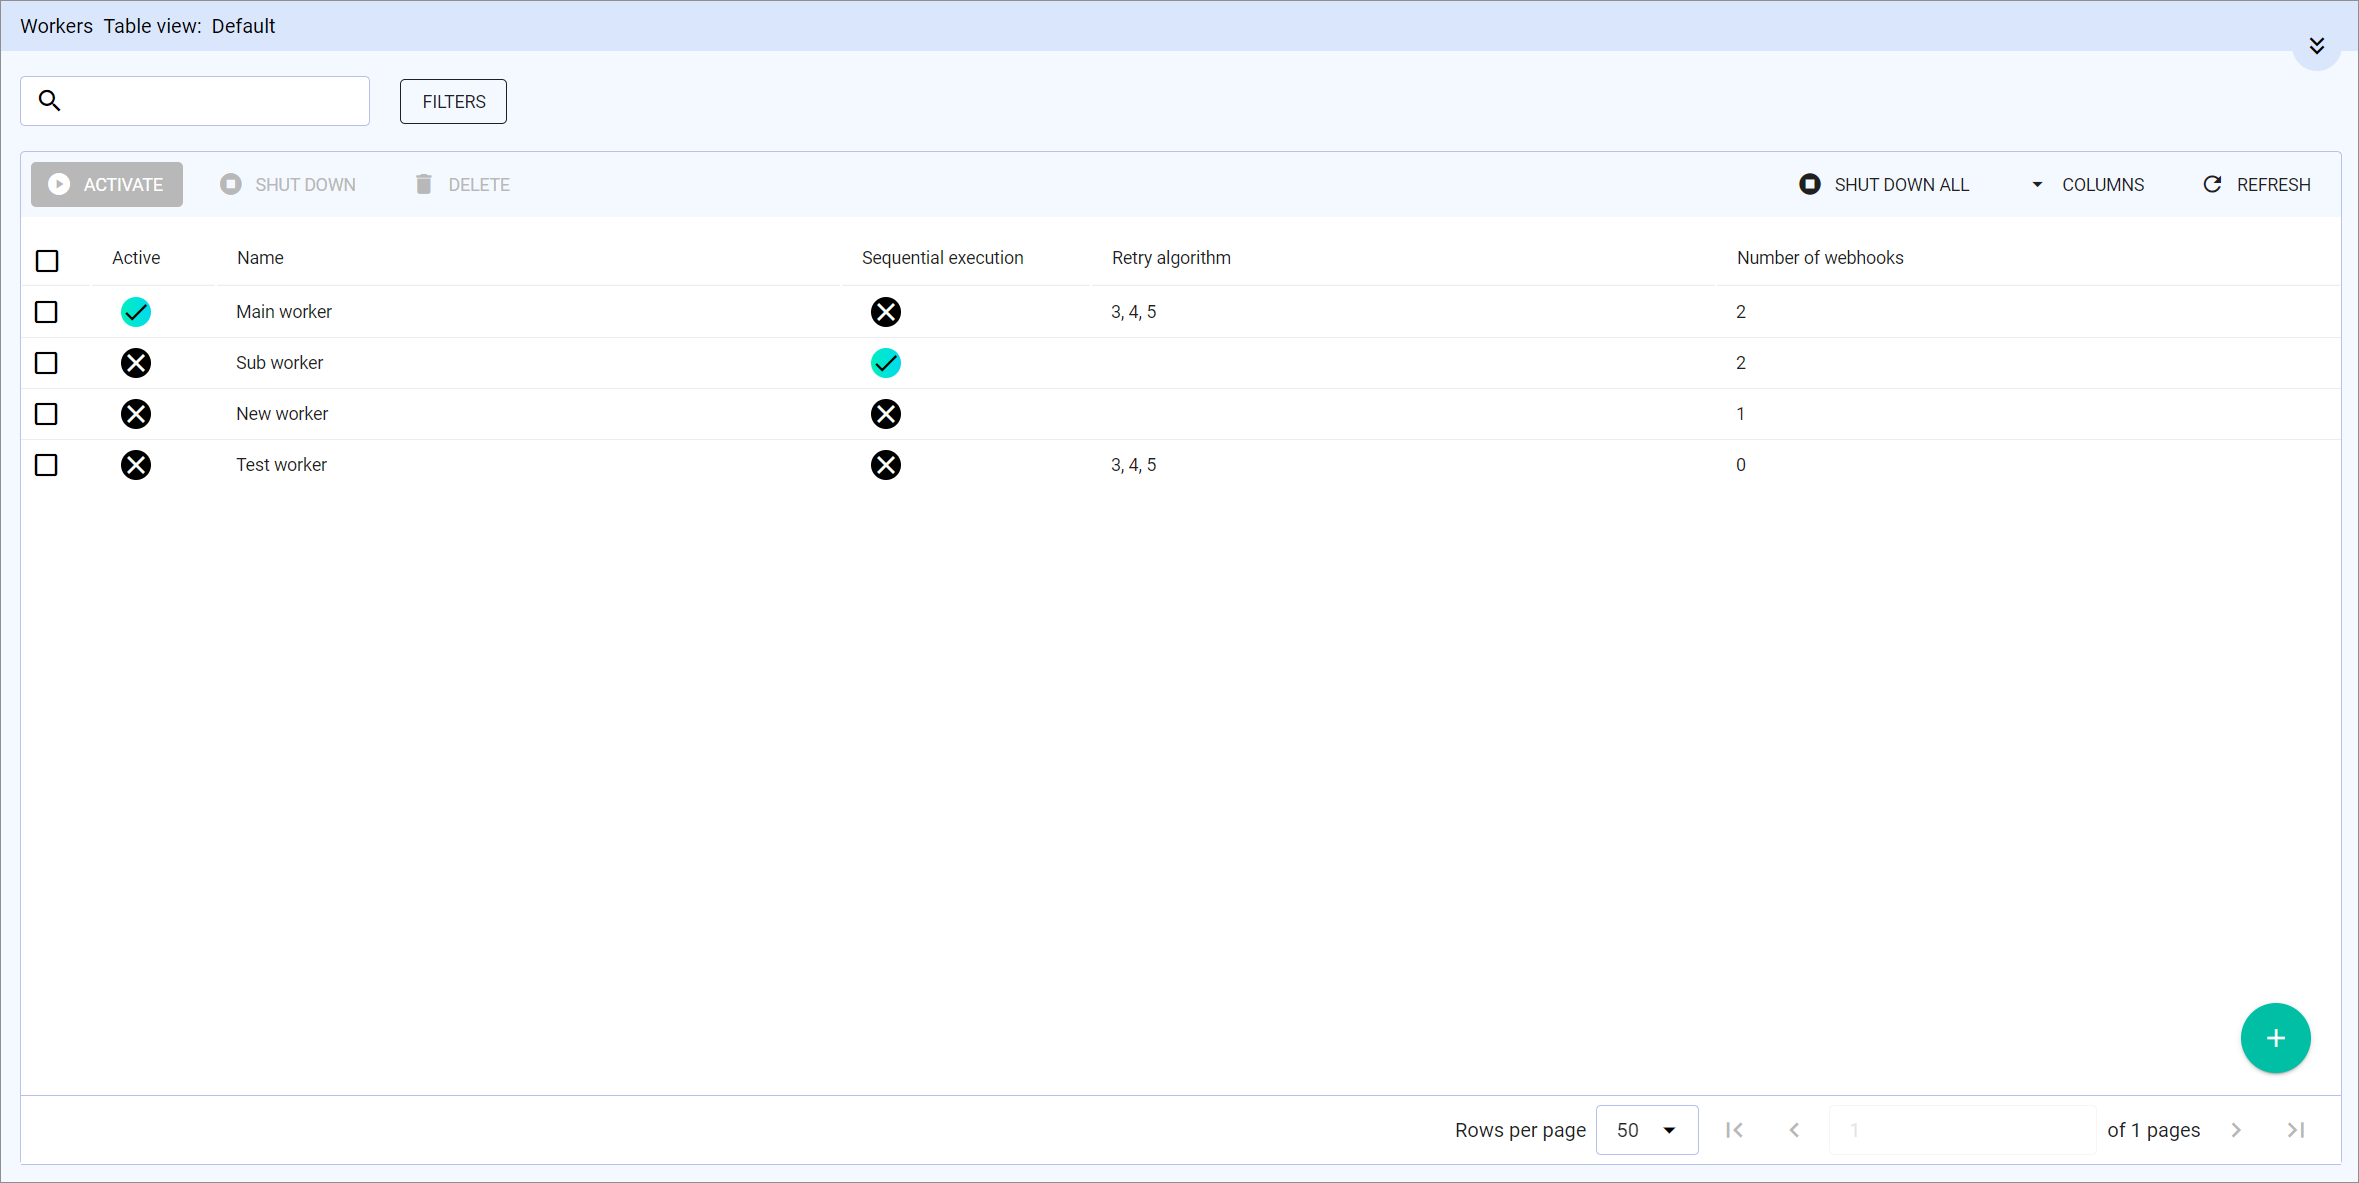 Workers Table view: Default
FILTERS
ACTIVATE SHUT DOWN DELETE SHUT DOWN ALL COLUMNS REFRESH
Active Name Sequential execution Retry algorithm Number of webhooks
Main worker 3, 4, 5 2
Sub worker 2
New worker 1
Test worker 3, 4, 5 0
Rows per page 50 1 of 1 pages